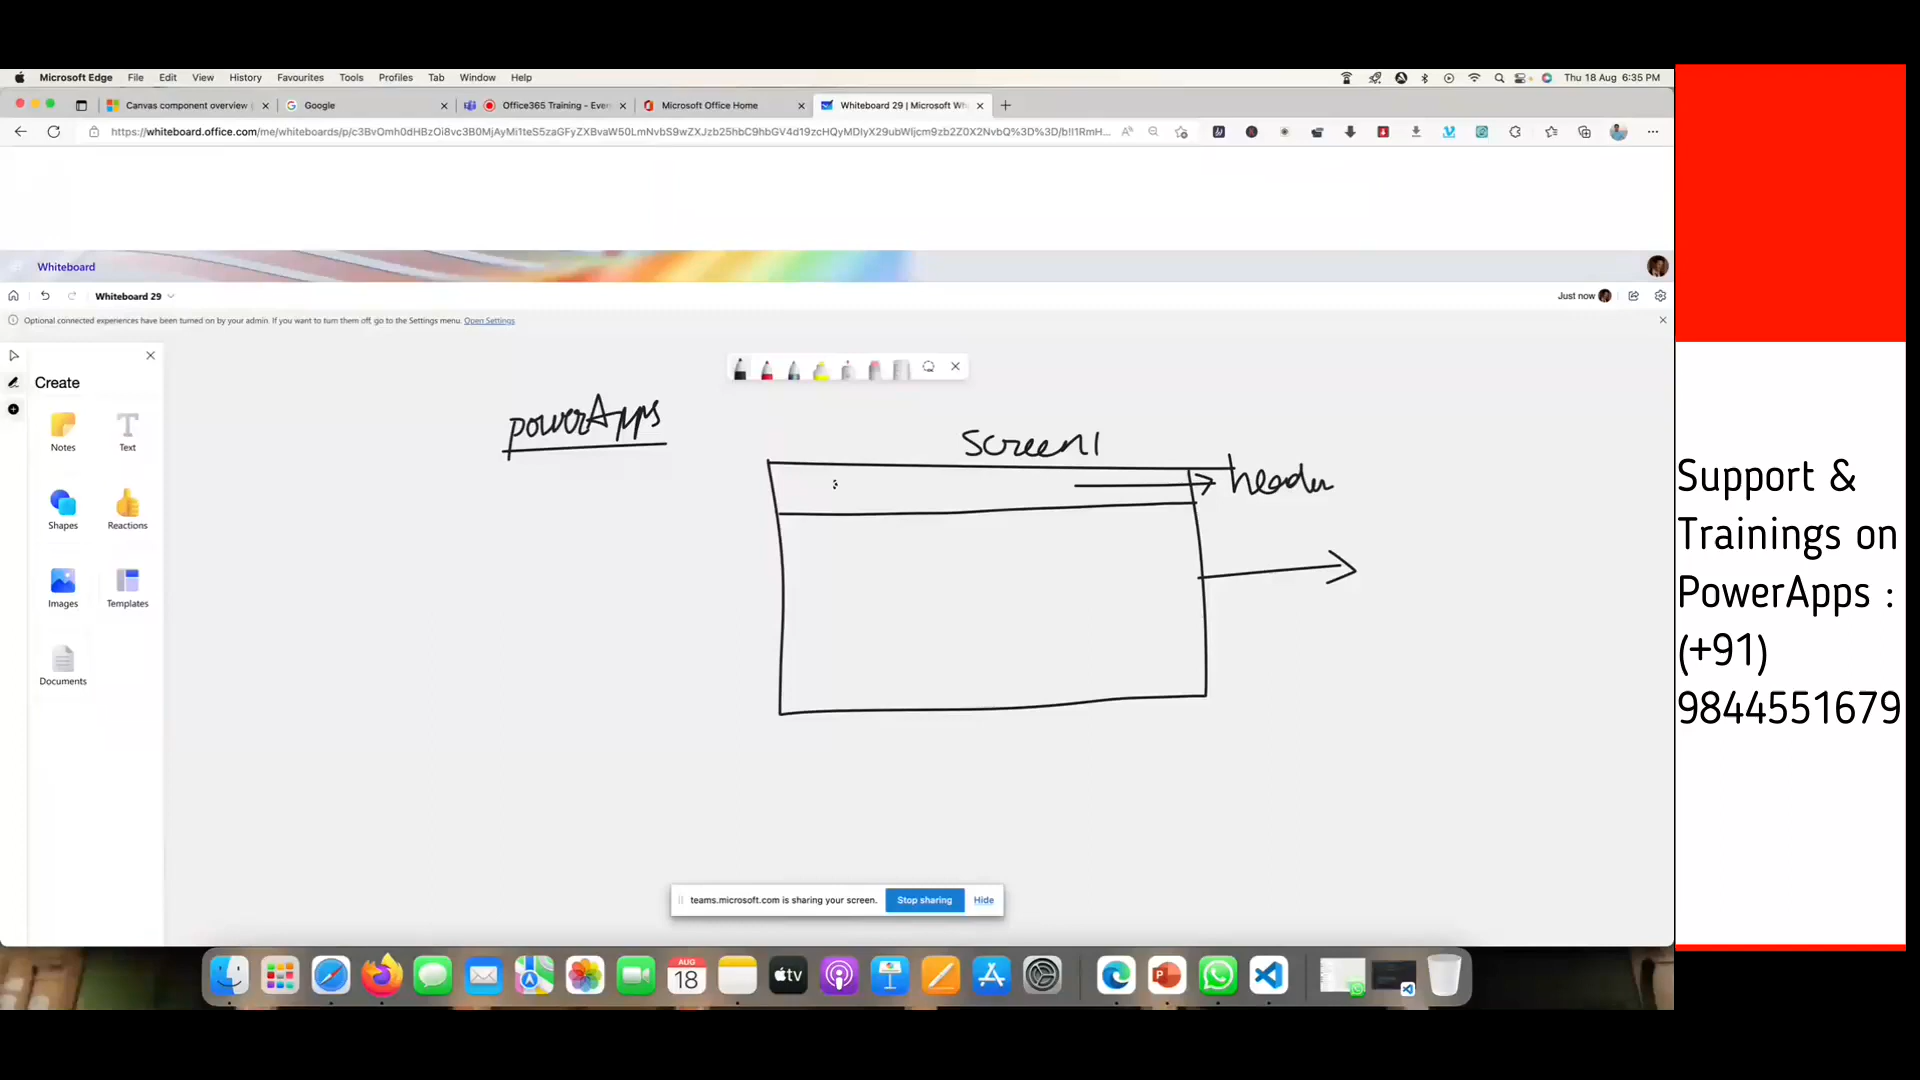 Microsoft Edge File Edit View History Favourites Tools Profiles Tab Window Help Thu 18 Aug 6:35 PM
Canvas component overview Google Office365 Training - Ever Microsoft Office Home Whiteboard 29 | Microsoft Wh
Whiteboard
Whiteboard 29 Just now
Optional connected experiences have been turned on by your admin. If you want to turn them off, go to the Settings menu. Open Settings
Create
Notes Text
Shapes Reactions
Images Templates
Documents
powerApps
Screen1
header
teams.microsoft.com is sharing your screen. Stop sharing Hide
AUG
18
tv
Support &
Trainings on
PowerApps :
(+91)
9844551679